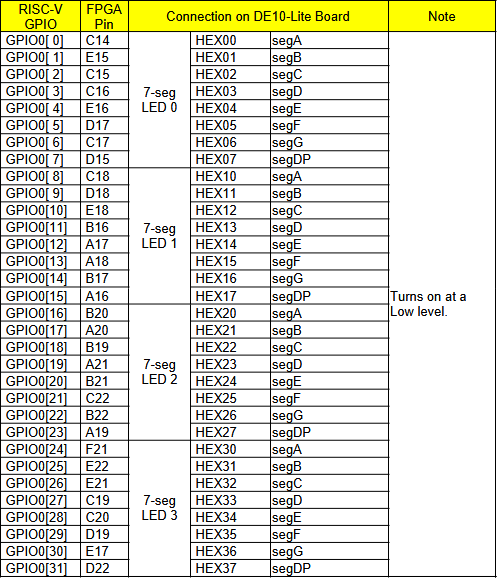 RISC-V GPIO FPGA Pin Connection on DE10-Lite Board Note
GPIO0[ 0] C14 7-seg LED 0 HEX00 segA Turns on at a Low level.
GPIO0[ 1] E15 HEX01 segB
GPIO0[ 2] C15 HEX02 segC
GPIO0[ 3] C16 HEX03 segD
GPIO0[ 4] E16 HEX04 segE
GPIO0[ 5] D17 HEX05 segF
GPIO0[ 6] C17 HEX06 segG
GPIO0[ 7] D15 HEX07 segDP
GPIO0[ 8] C18 7-seg LED 1 HEX10 segA
GPIO0[ 9] D18 HEX11 segB
GPIO0[10] E18 HEX12 segC
GPIO0[11] B16 HEX13 segD
GPIO0[12] A17 HEX14 segE
GPIO0[13] A18 HEX15 segF
GPIO0[14] B17 HEX16 segG
GPIO0[15] A16 HEX17 segDP
GPIO0[16] B20 7-seg LED 2 HEX20 segA
GPIO0[17] A20 HEX21 segB
GPIO0[18] B19 HEX22 segC
GPIO0[19] A21 HEX23 segD
GPIO0[20] B21 HEX24 segE
GPIO0[21] C22 HEX25 segF
GPIO0[22] B22 HEX26 segG
GPIO0[23] A19 HEX27 segDP
GPIO0[24] F21 7-seg LED 3 HEX30 segA
GPIO0[25] E22 HEX31 segB
GPIO0[26] E21 HEX32 segC
GPIO0[27] C19 HEX33 segD
GPIO0[28] C20 HEX34 segE
GPIO0[29] D19 HEX35 segF
GPIO0[30] E17 HEX36 segG
GPIO0[31] D22 HEX37 segDP